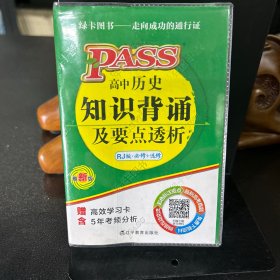 绿卡图书——走向成功的通行证
PASS
高中历史
知识背诵
及要点透析
RJ版·必修+选修
赠 高效学习卡
含 5年考频分析
辽宁教育出版社